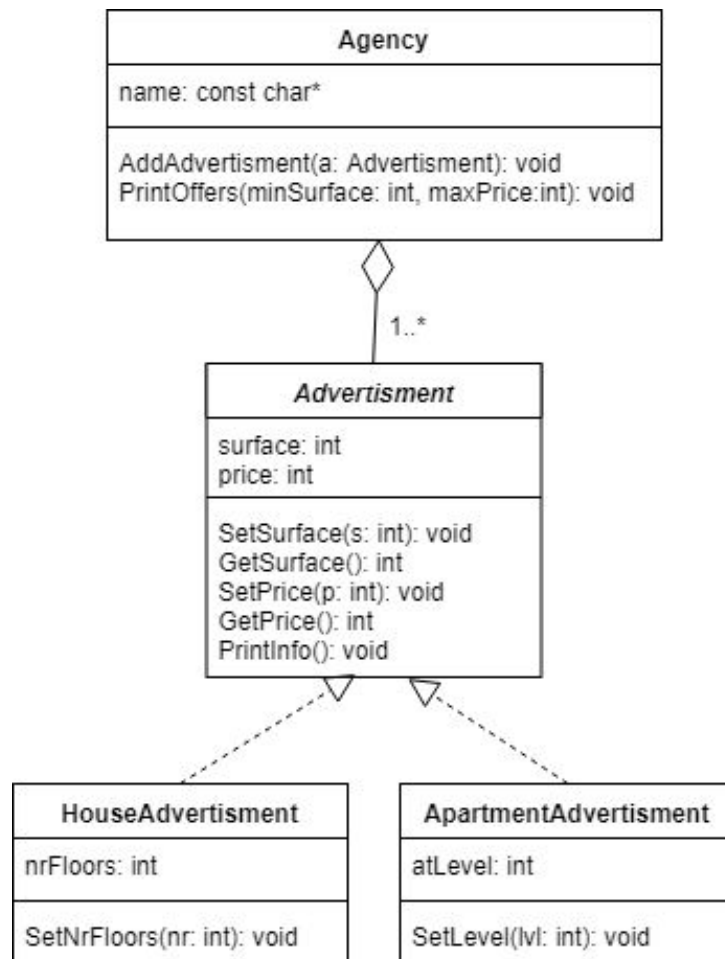 Agency
name: const char*
AddAdvertisment(a: Advertisment): void
PrintOffers(minSurface: int, maxPrice:int): void
1..*
Advertisment
surface: int
price: int
SetSurface(s: int): void
GetSurface(): int
SetPrice(p: int): void
GetPrice(): int
PrintInfo(): void
HouseAdvertisment
nrFloors: int
SetNrFloors(nr: int): void
ApartmentAdvertisment
atLevel: int
SetLevel(lvl: int): void